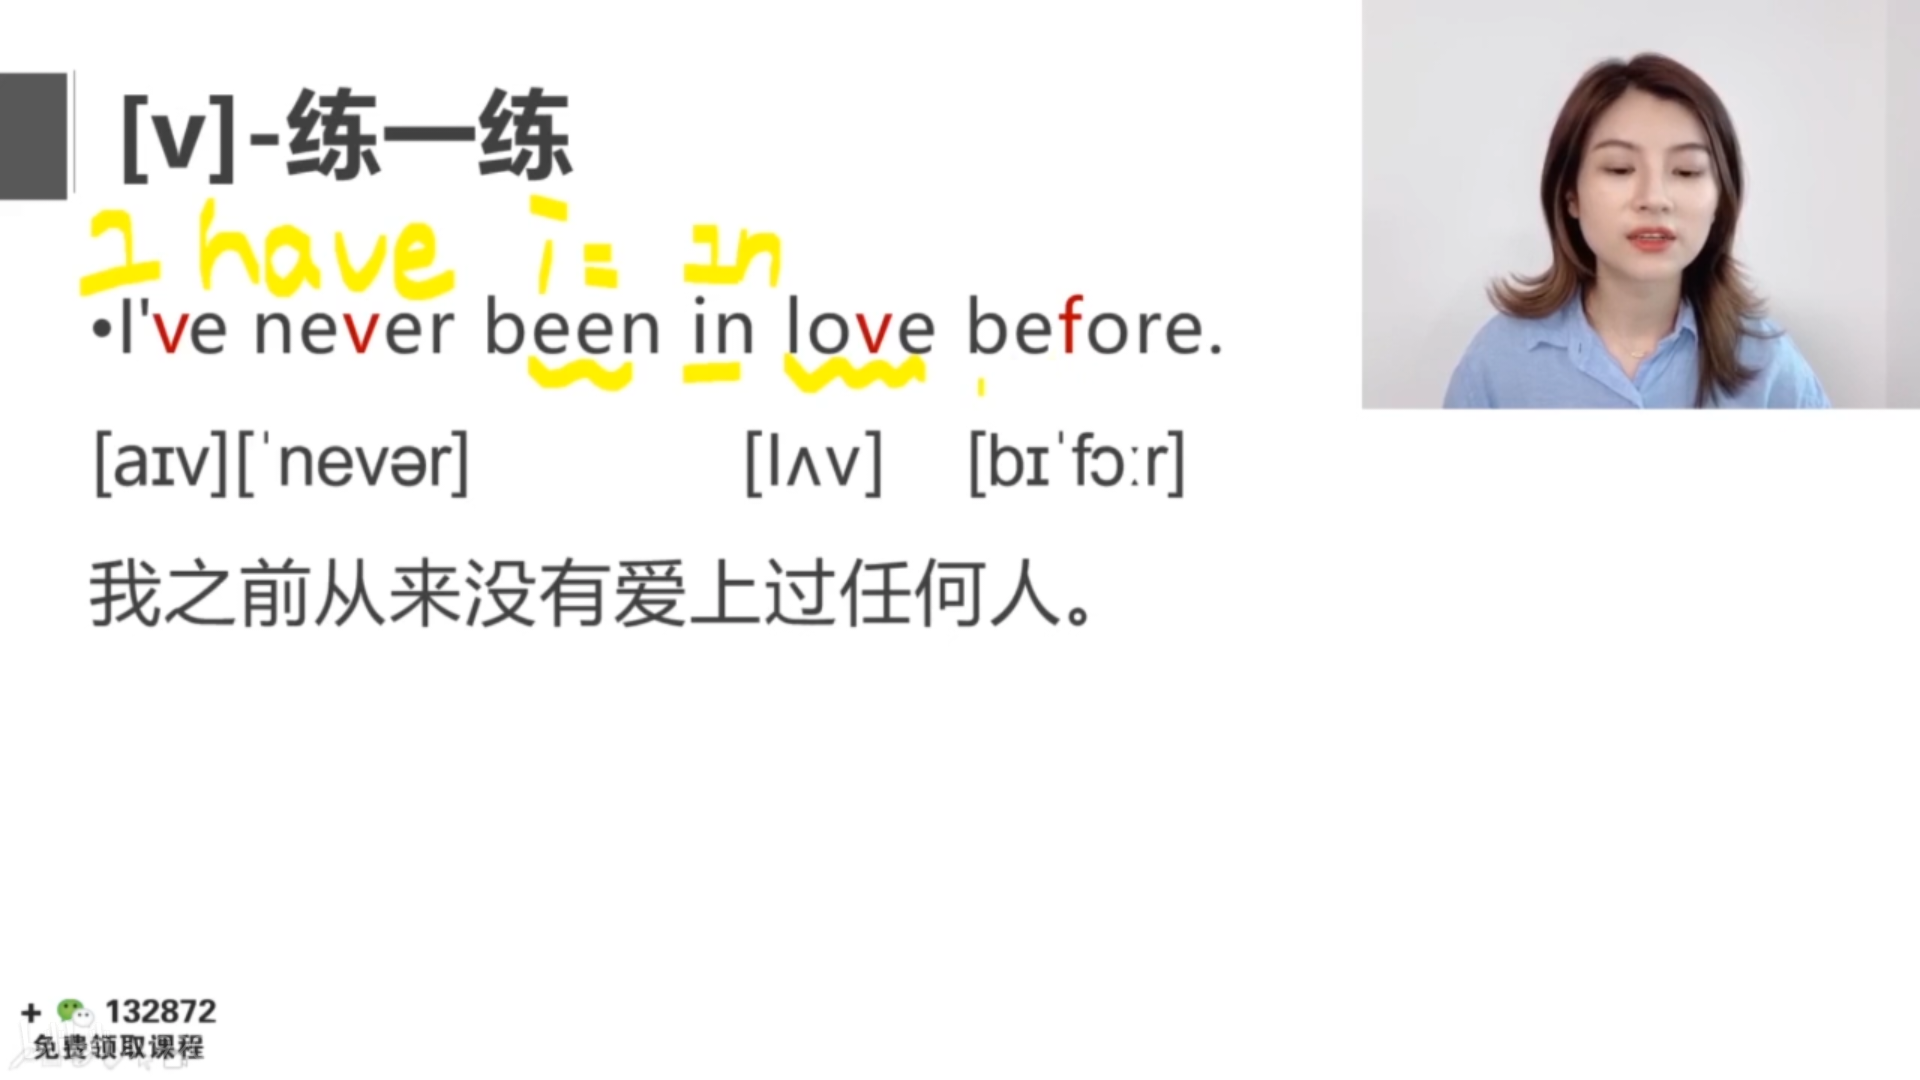 [v]-练一练
I have i: ɪn
•I've never been in love before.
[aɪv][ˈnevər] [lʌv] [bɪˈfɔːr]
我之前从来没有爱上过任何人。
+ 132872
免费领取课程